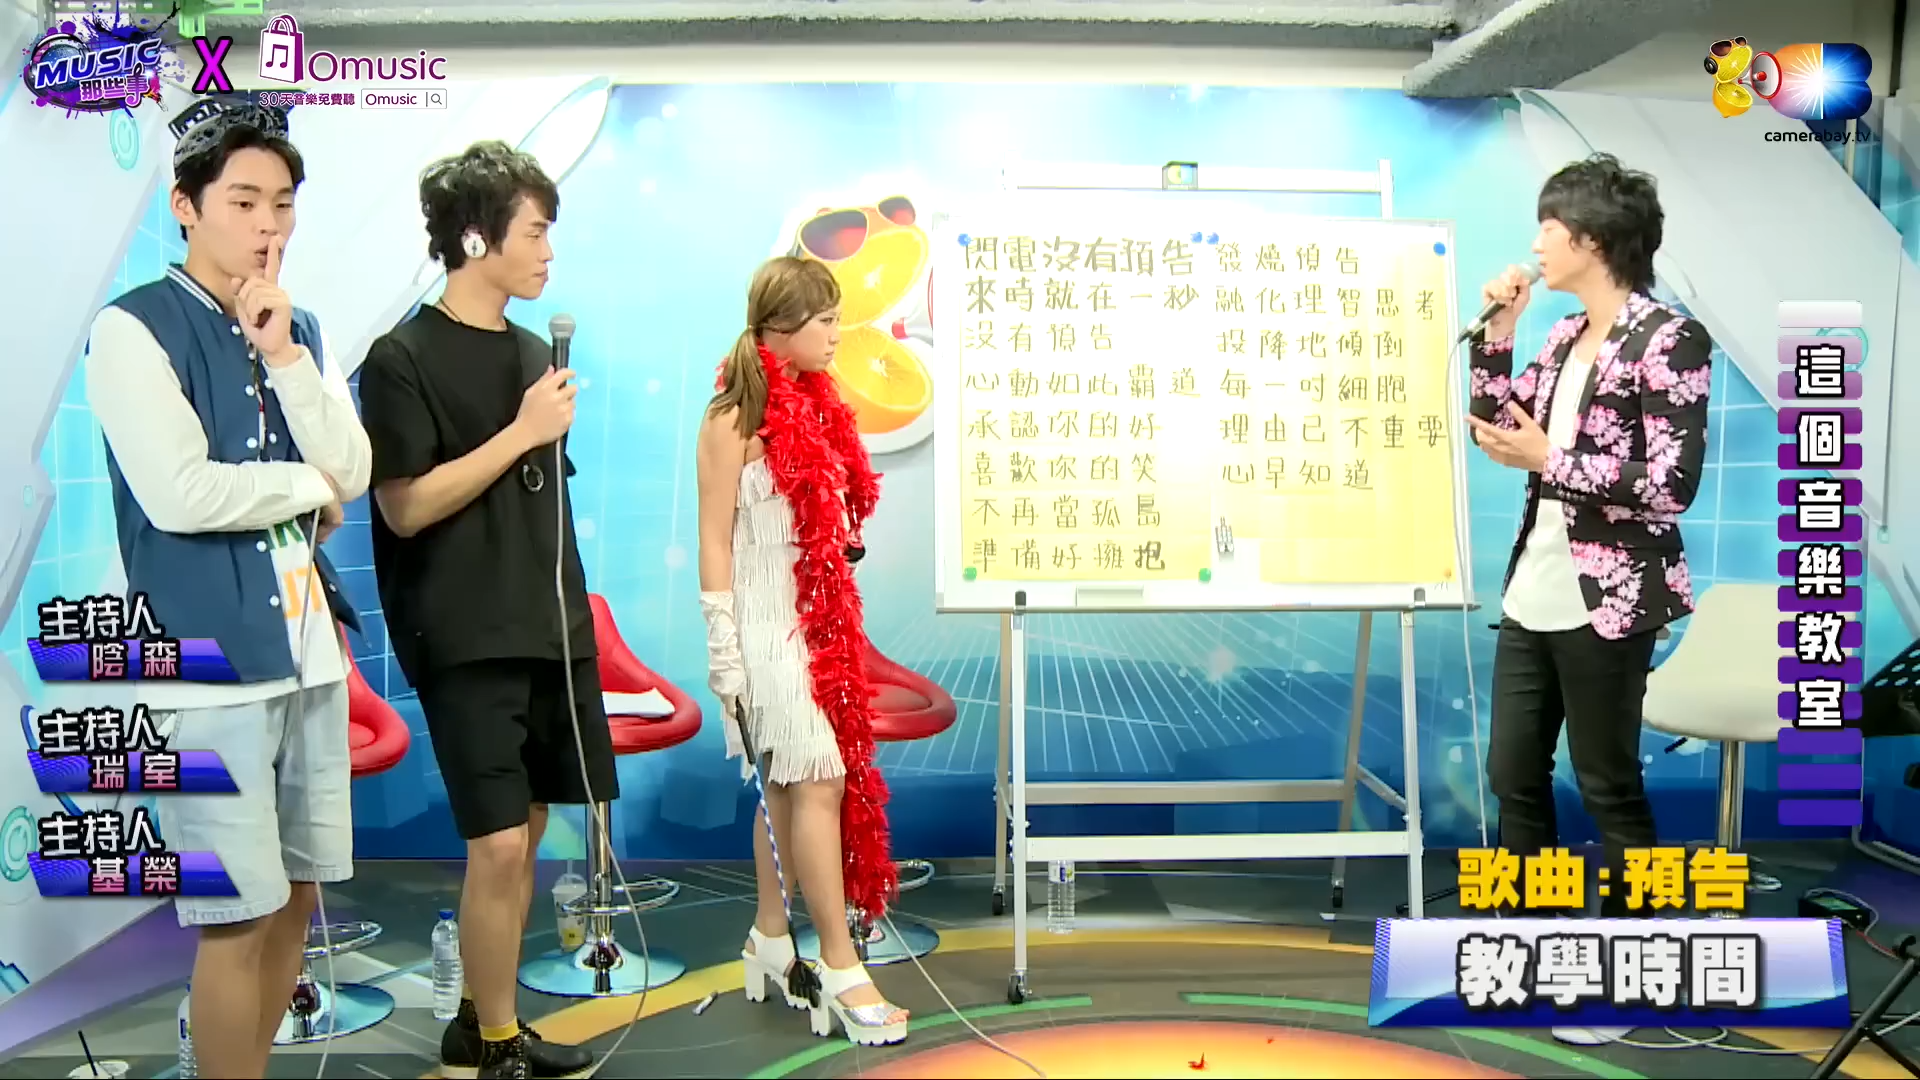 MUSIC
那些事
X
Omusic
30天音樂免費聽 Omusic
camerabay.tv
閃電沒有預告
來時就在一秒
沒有預告
心動如此霸道
承認你的好
喜歡你的笑
不再當孤島
準備好擁抱
發燒預告
融化理智思考
投降地傾倒
每一吋細胞
理由已不重要
心早知道
這個音樂教室
主持人
陰森
主持人
瑞室
主持人
基榮
歌曲:預告
教學時間